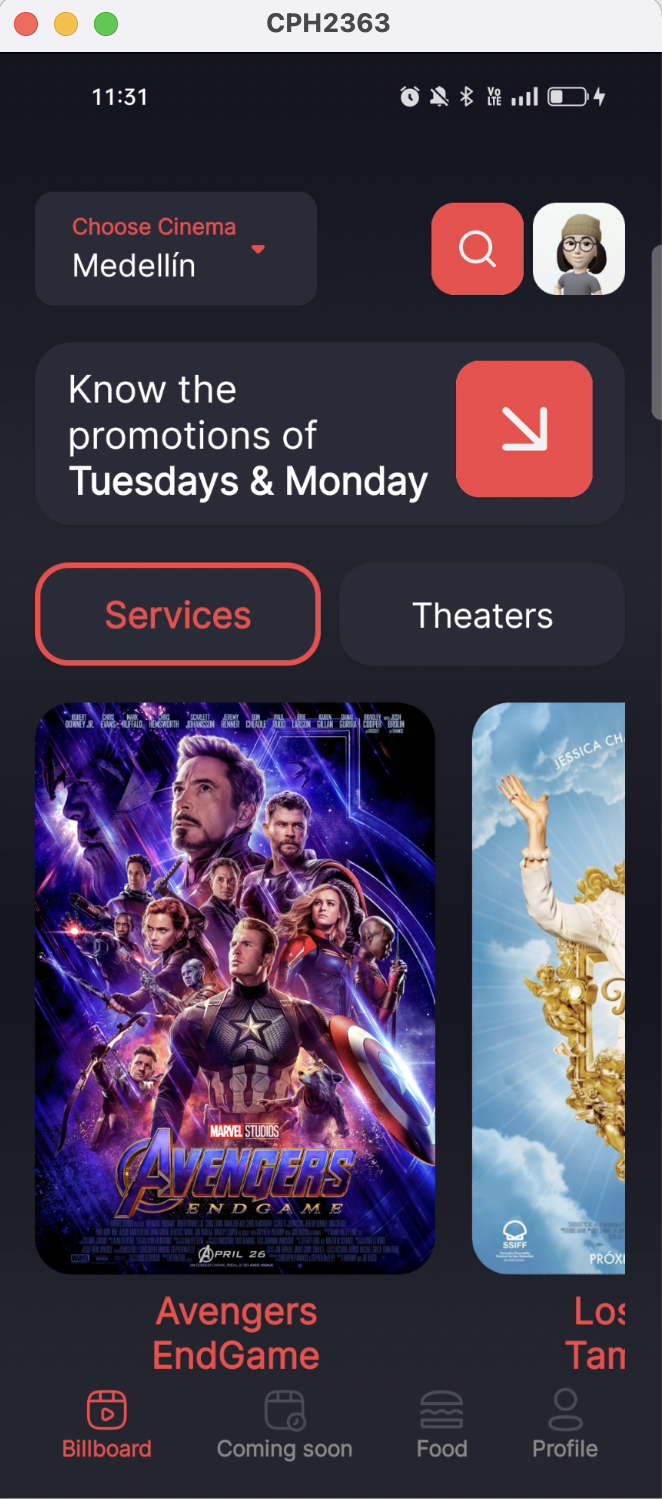 CPH2363
11:31
Vo
LTE
Choose Cinema
Medellín
Know the
promotions of
Tuesdays & Monday
Services
Theaters
ROBERT DOWNEY JR.
CHRIS EVANS
MARK RUFFALO
CHRIS HEMSWORTH
SCARLETT JOHANSSON
JEREMY RENNER
DON CHEADLE
PAUL RUDD
BRIE LARSON
KAREN GILLAN
DANAI GURIRA
BRADLEY COOPER
JOSH BROLIN
JESSICA CHA
MARVEL STUDIOS
AVENGERS
ENDGAME
APRIL 26
SSIFF
PRÓXI
Avengers
EndGame
Los
Tam
Billboard
Coming soon
Food
Profile